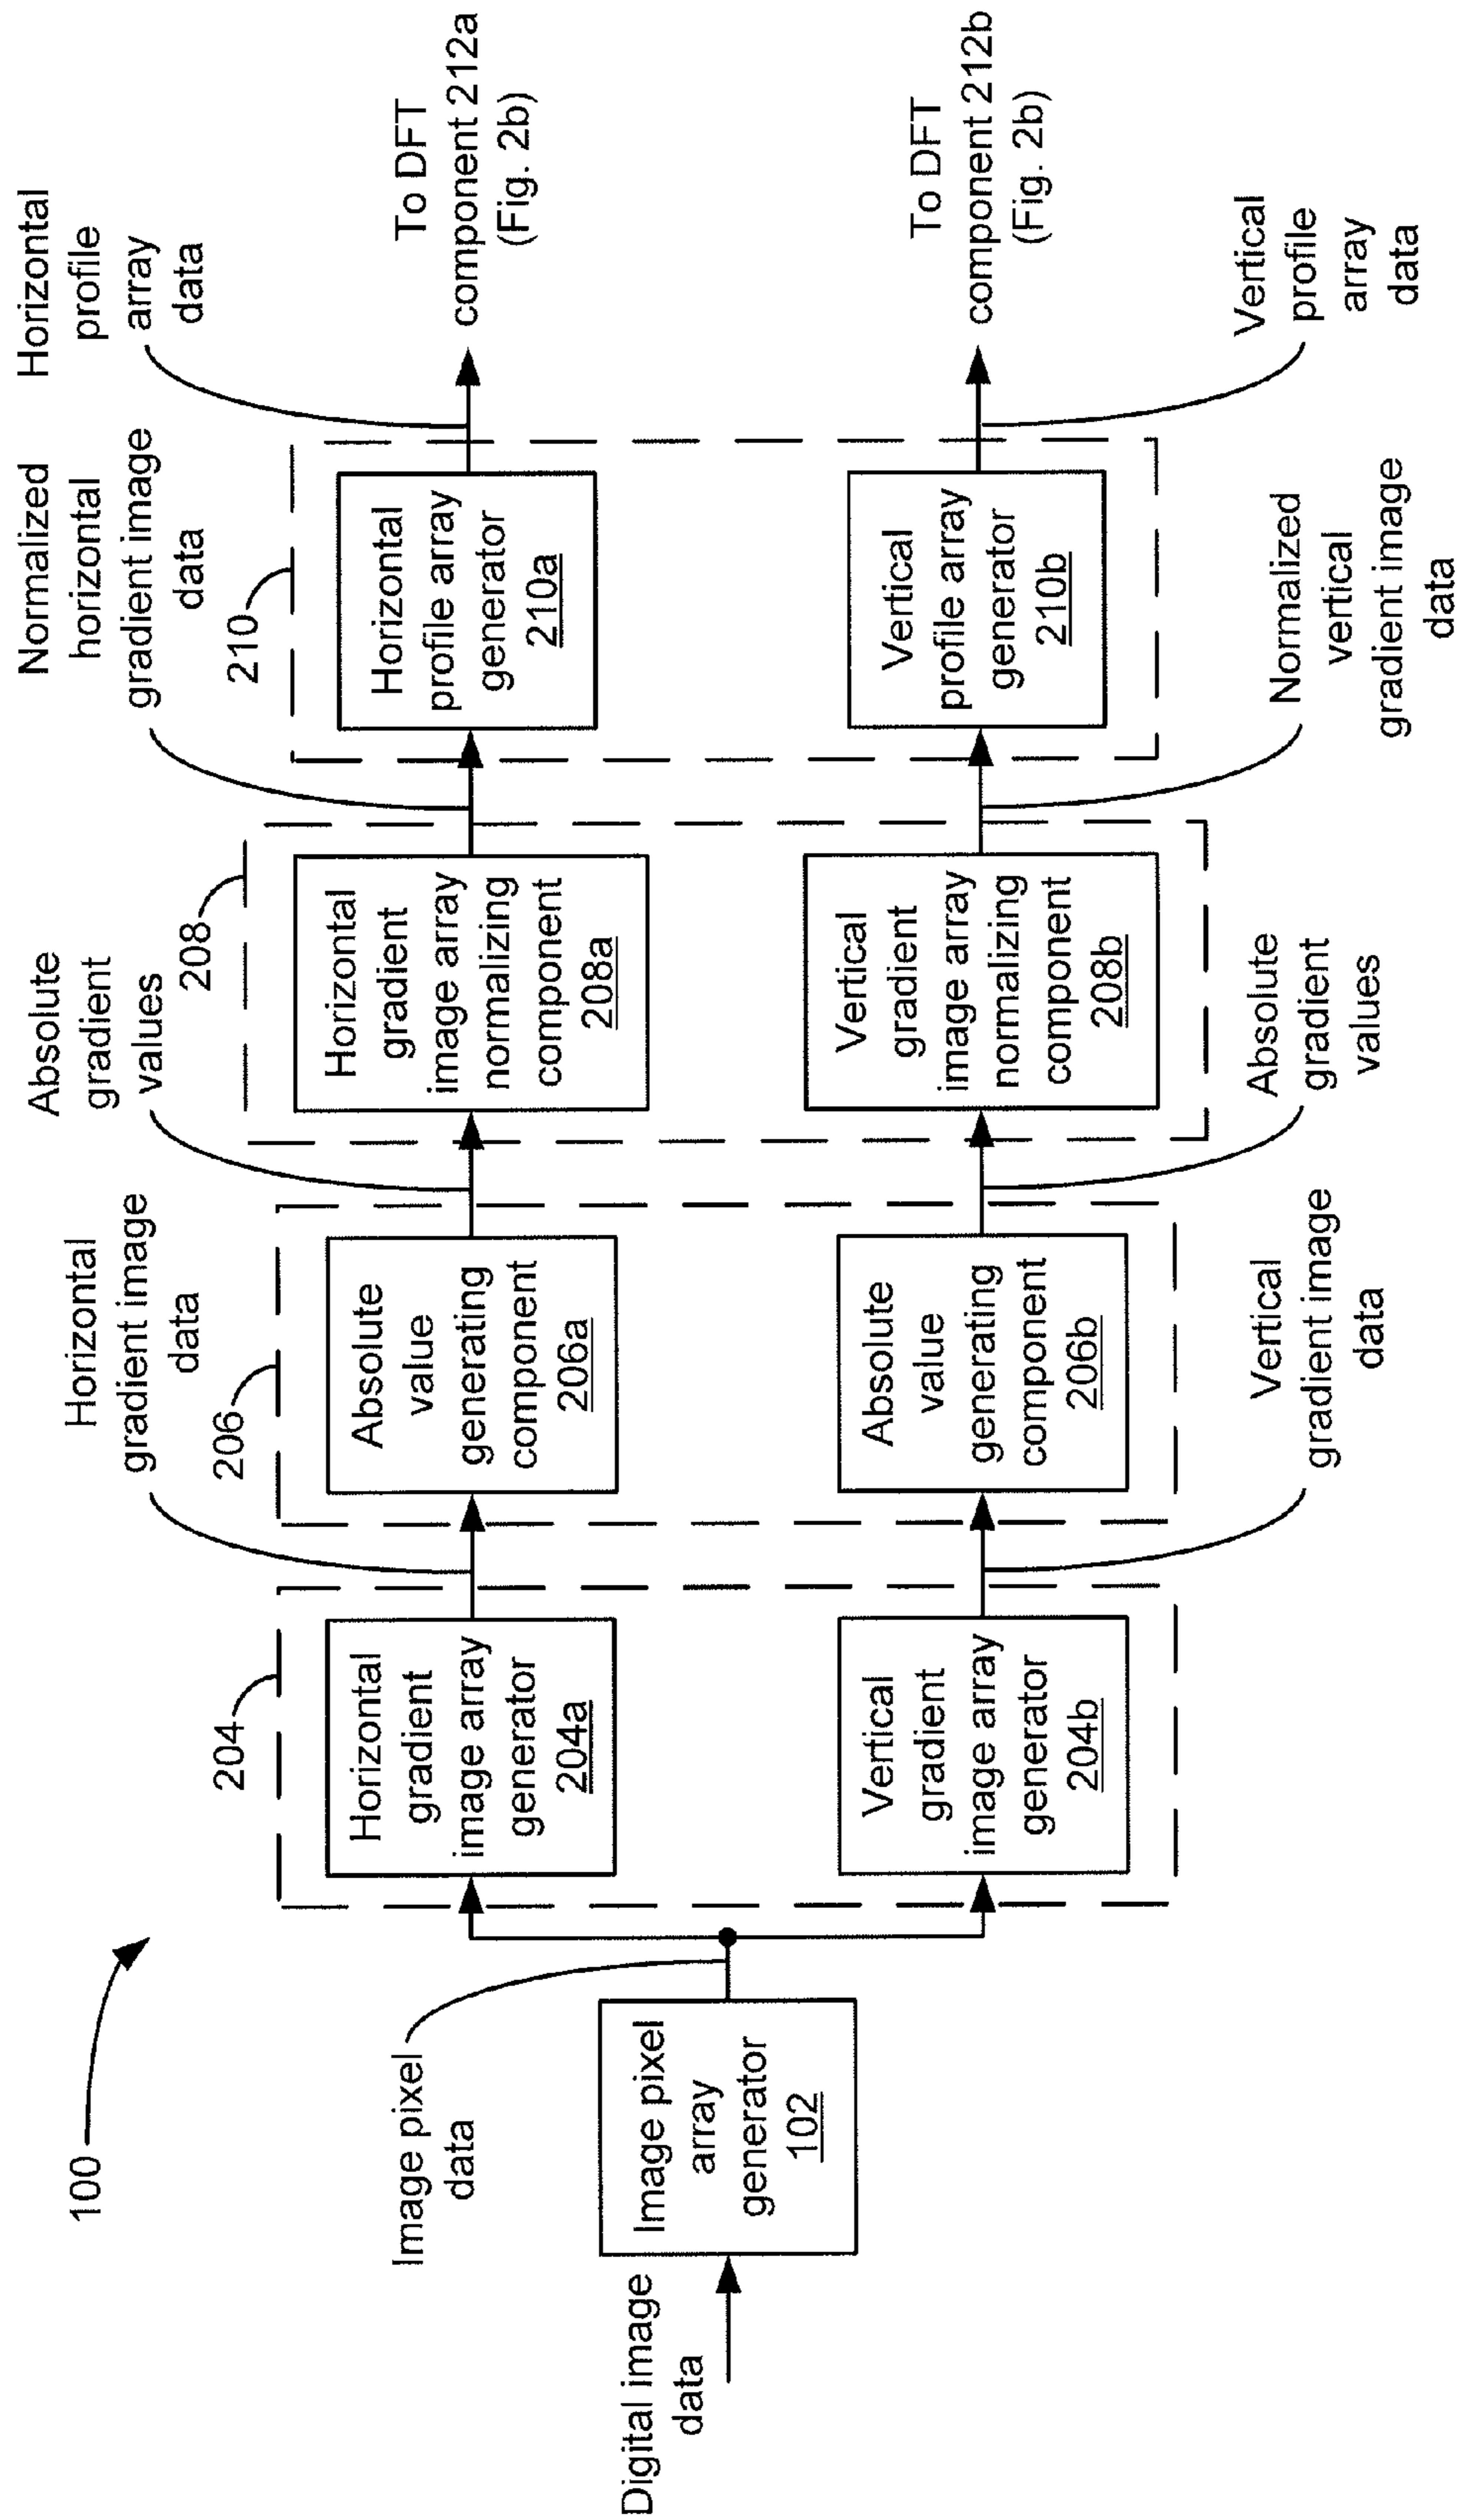 100
Digital image
data
Image pixel
array
generator
102
Image pixel
data
204
Horizontal
gradient
image array
generator
204a
Vertical
gradient
image array
generator
204b
Horizontal
gradient image
data
Vertical
gradient image
data
206
Absolute
value
generating
component
206a
Absolute
value
generating
component
206b
Absolute
gradient
values
Absolute
gradient
values
208
Horizontal
gradient
image array
normalizing
component
208a
Vertical
gradient
image array
normalizing
component
208b
Normalized
horizontal
gradient image
data
Normalized
vertical
gradient image
data
210
Horizontal
profile array
generator
210a
Vertical
profile array
generator
210b
Horizontal
profile
array
data
Vertical
profile
array
data
To DFT
component 212a
(Fig. 2b)
To DFT
component 212b
(Fig. 2b)